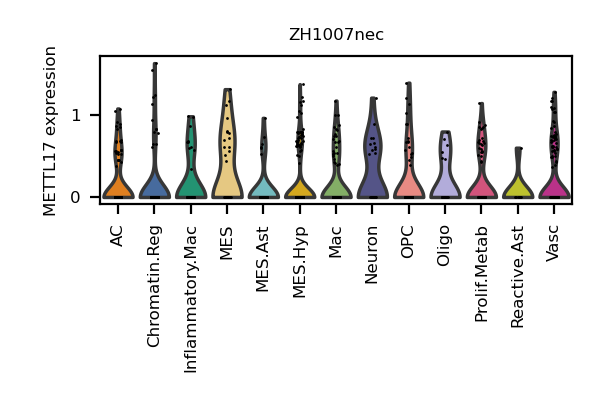 ZH1007nec
METTL17 expression
1
0
AC
Chromatin.Reg
Inflammatory.Mac
MES
MES.Ast
MES.Hyp
Mac
Neuron
OPC
Oligo
Prolif.Metab
Reactive.Ast
Vasc